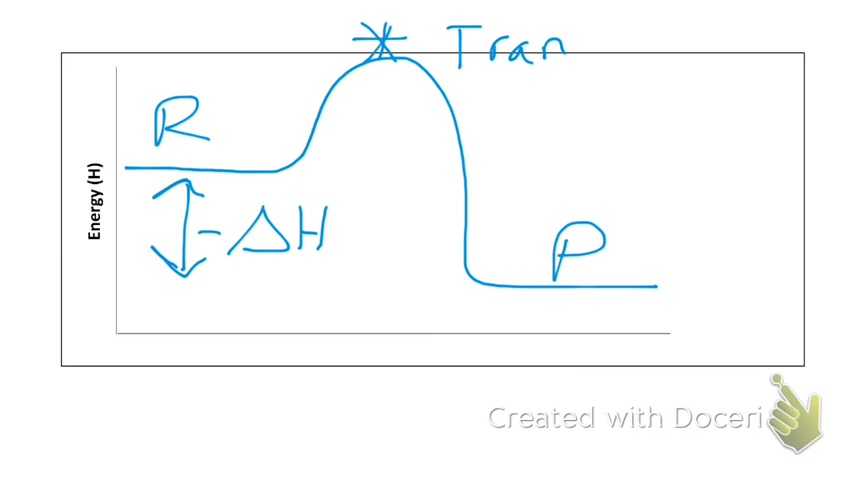 Tran
R
Energy (H)
- ΔH
P
Created with Doceri